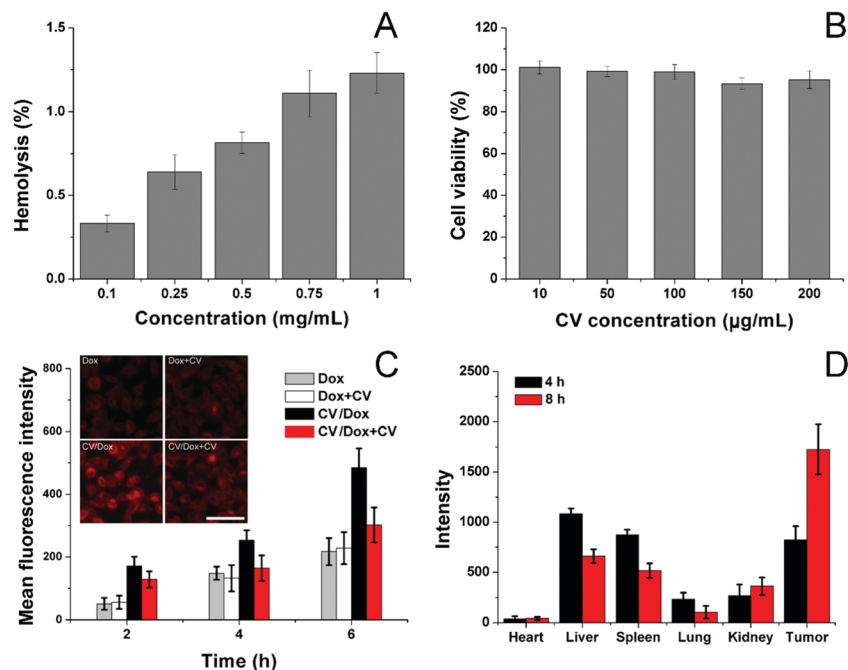 A
Hemolysis (%)
1.5
1.0
0.5
0.0
0.1 0.25 0.5 0.75 1
Concentration (mg/mL)
B
Cell viability (%)
120
100
80
60
40
20
0
10 50 100 150 200
CV concentration (µg/mL)
C
Mean fluorescence intensity
800
600
400
200
0
Dox
Dox+CV
CV/Dox
CV/Dox+CV
Dox
Dox+CV
CV/Dox
CV/Dox+CV
2 4 6
Time (h)
D
Intensity
2500
2000
1500
1000
750
500
250
0
4 h
8 h
Heart Liver Spleen Lung Kidney Tumor